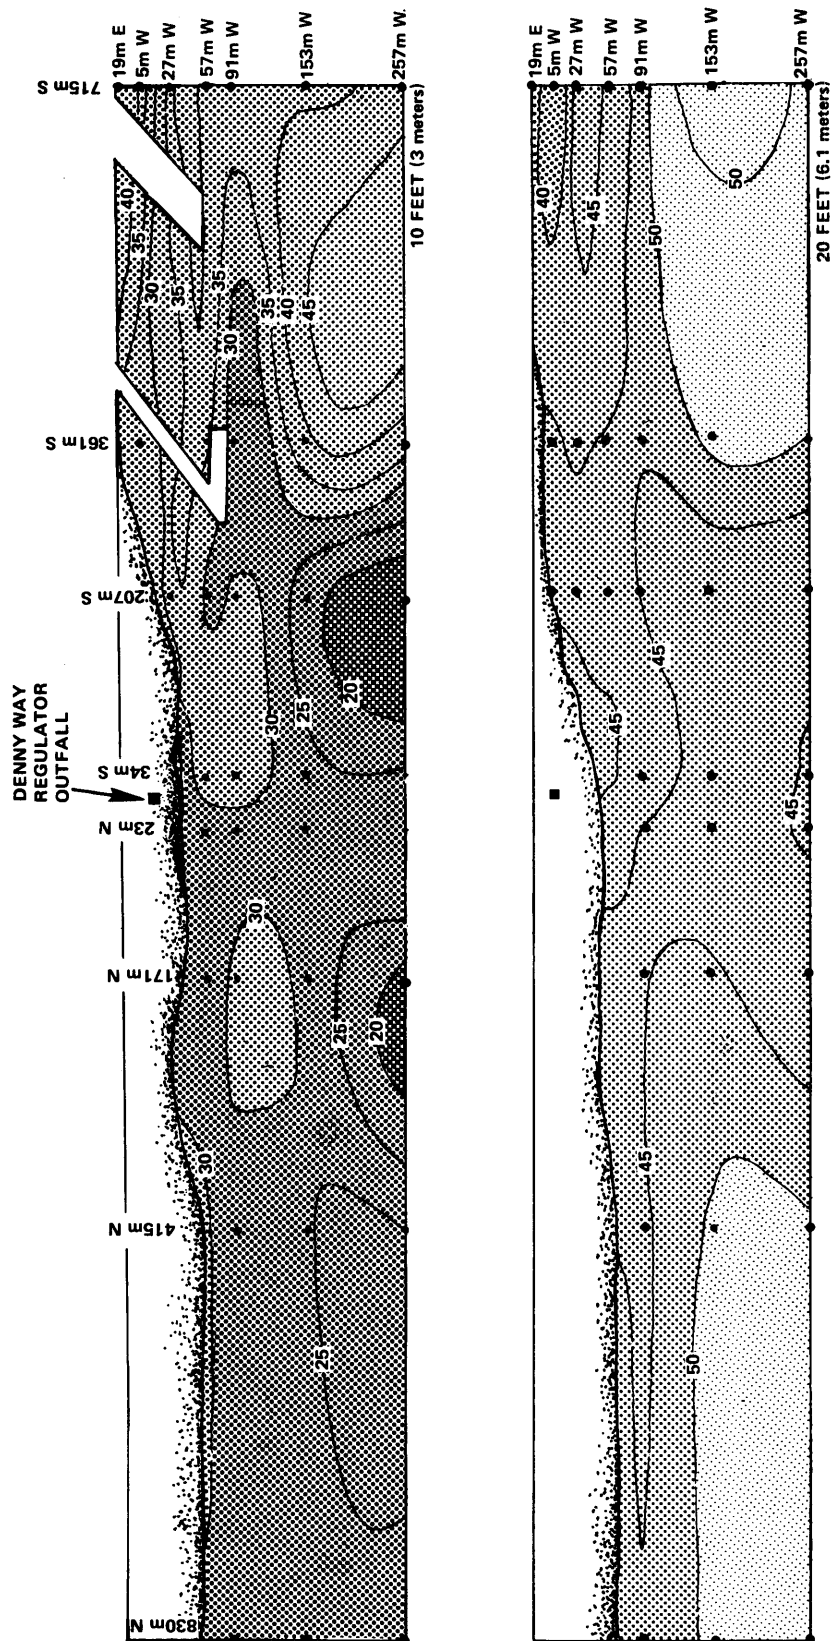 715m S
19m E
5m W
27m W
57m W
91m W
153m W
257m W.
10 FEET (3 meters)
40
35
30
35
35
30
35
40
45
361m S
207m S
DENNY WAY
REGULATOR
OUTFALL
34m S
23m N
30
25
20
171m N
30
25
20
30
415m N
25
830m N
19m E
5m W
27m W
57m W
91m W
153m W
257m W
20 FEET (6.1 meters)
40
45
50
50
45
45
45
45
50